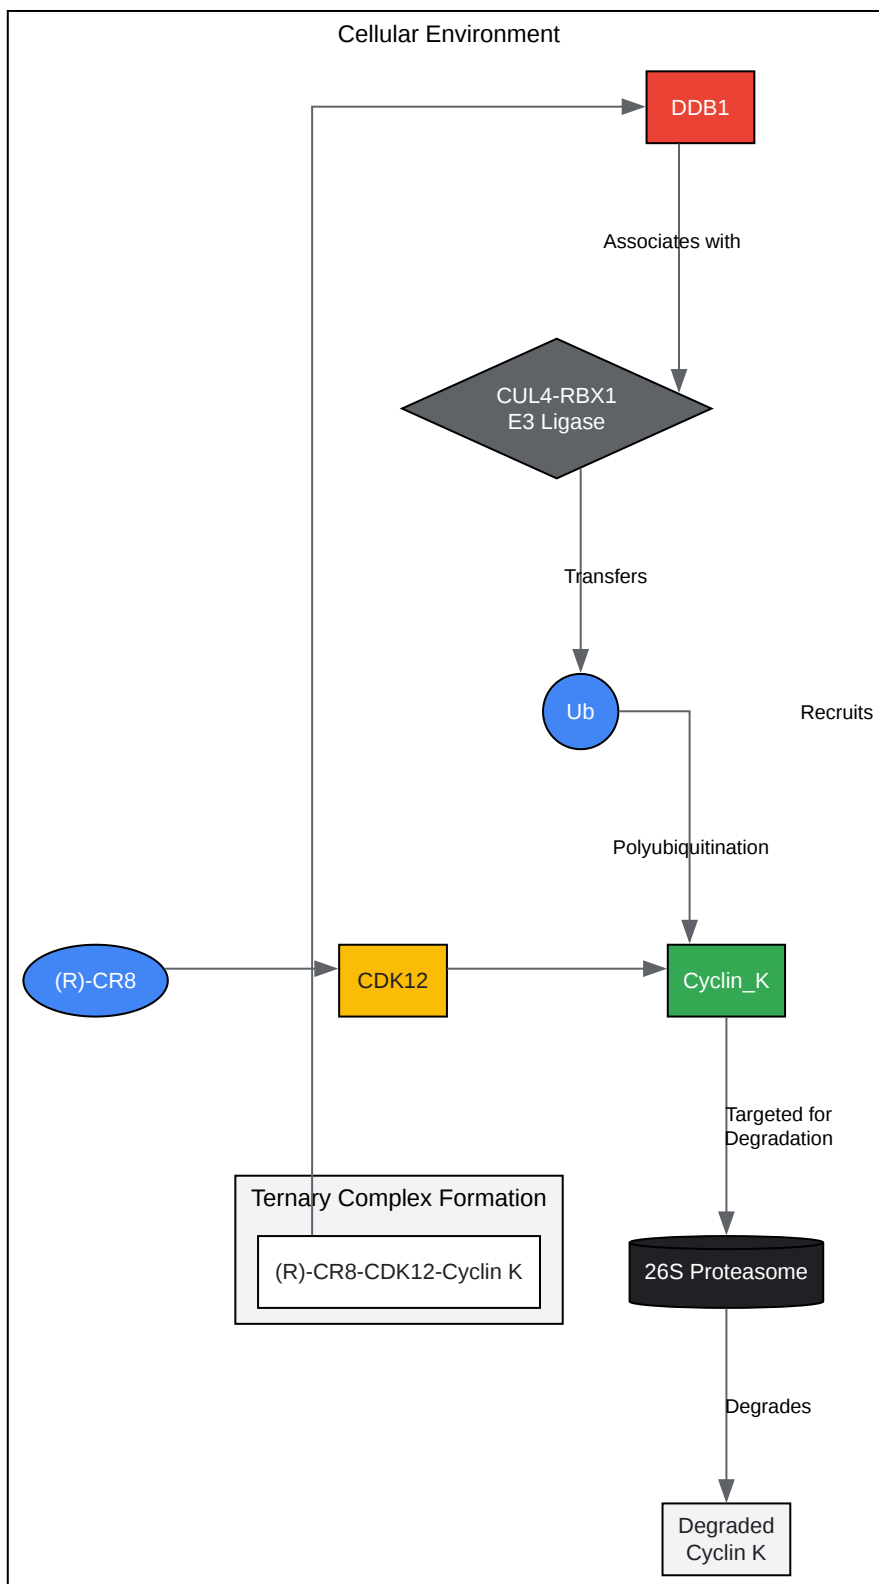 Cellular Environment
DDB1
Associates with
CUL4-RBX1
E3 Ligase
Transfers
Ub
Recruits
Polyubiquitination
(R)-CR8
CDK12
Cyclin_K
Targeted for
Degradation
Ternary Complex Formation
(R)-CR8-CDK12-Cyclin K
26S Proteasome
Degrades
Degraded
Cyclin K